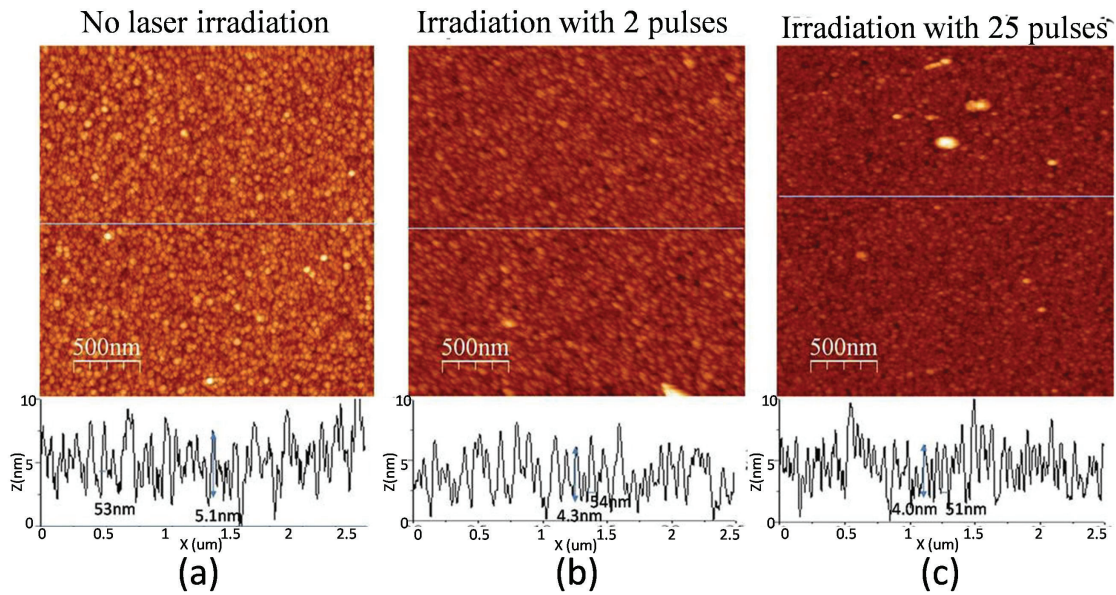 No laser irradiation
Irradiation with 2 pulses
Irradiation with 25 pulses
500nm
500nm
500nm
10
5
0
Z(nm)
53nm
5.1nm
0 0.5 1 1.5 2 2.5
X (um)
10
5
0
Z(nm)
54nm
4.3nm
0 0.5 1 1.5 2 2.5
X (um)
10
5
0
Z(nm)
4.0nm 51nm
0 0.5 1 1.5 2 2.5
X (um)
(a)
(b)
(c)